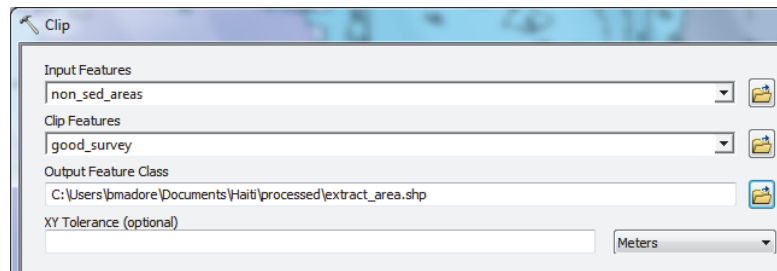 Clip
Input Features
non_sed_areas
Clip Features
good_survey
Output Feature Class
C:\Users\bmadore\Documents\Haiti\processed\extract_area.shp
XY Tolerance (optional)
Meters